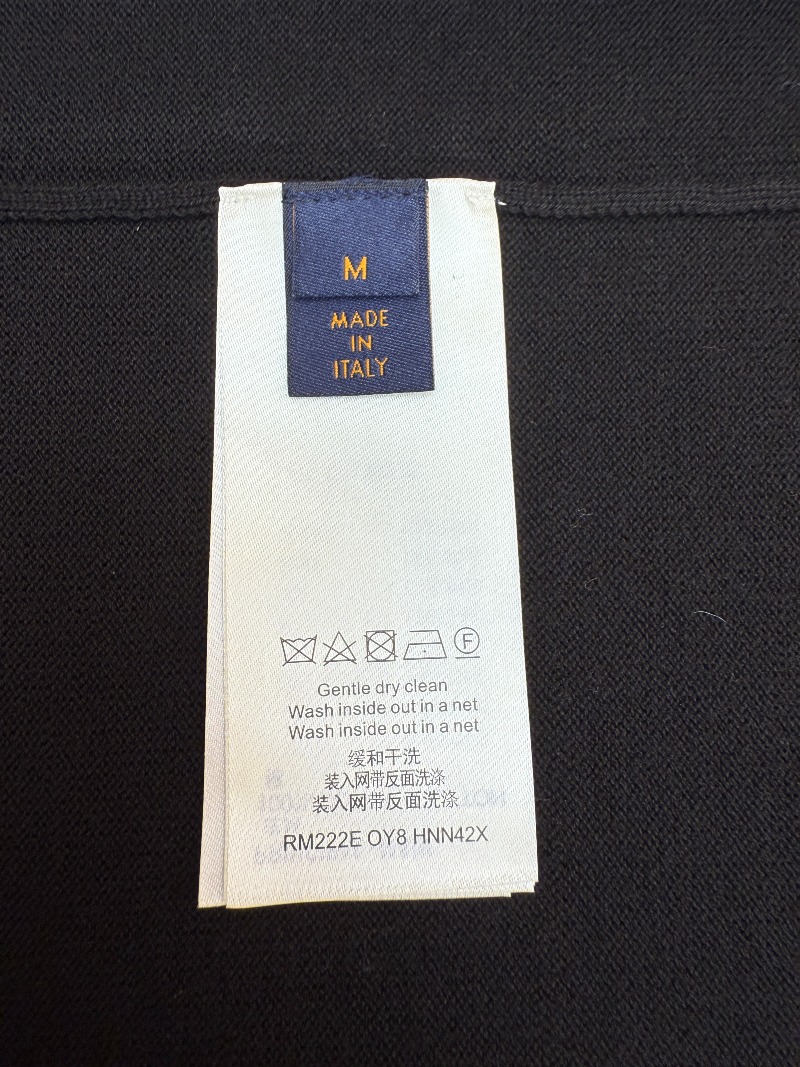 M
MADE
IN
ITALY
F
Gentle dry clean
Wash inside out in a net
Wash inside out in a net
缓和干洗
装入网带反面洗涤
装入网带反面洗涤
RM222E OY8 HNN42X